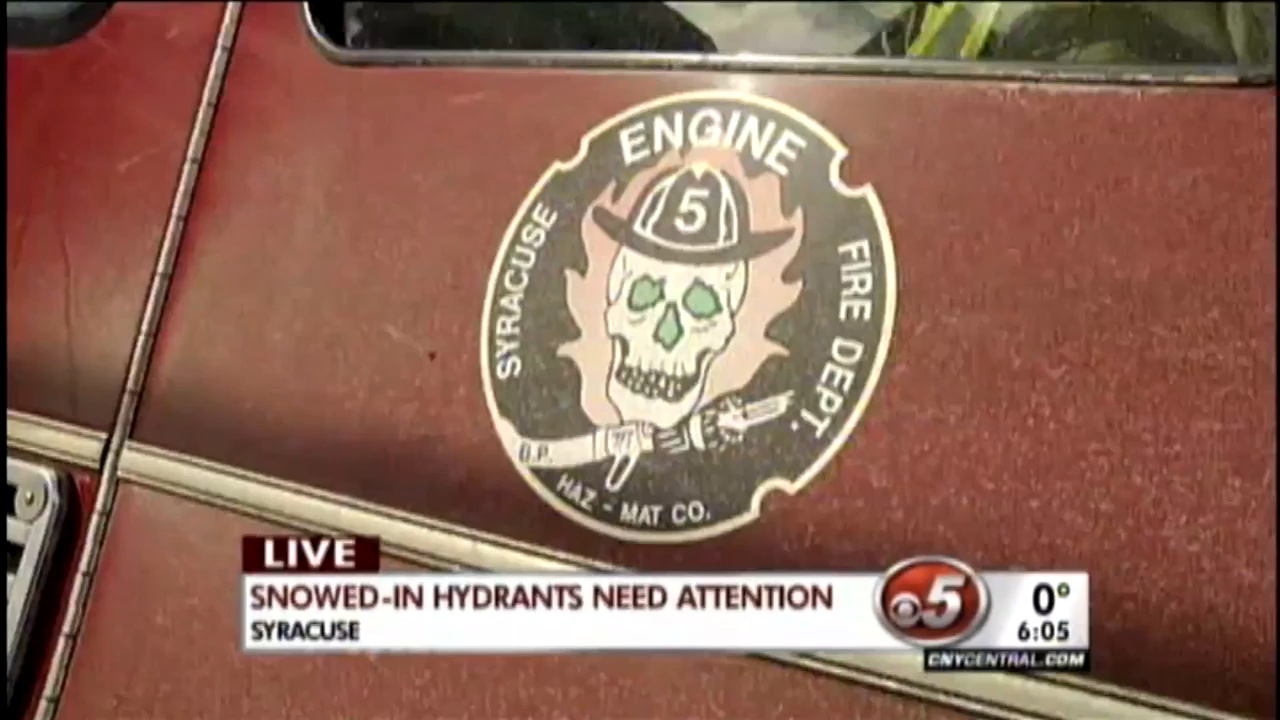 ENGINE
5
SYRACUSE
FIRE DEPT.
B.P.
HAZ - MAT CO.
LIVE
SNOWED-IN HYDRANTS NEED ATTENTION
SYRACUSE
5
0°
6:05
CNYCENTRAL.COM